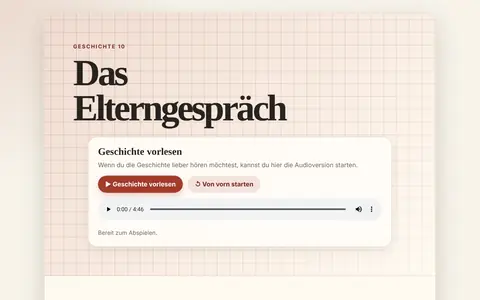 GESCHICHTE 10
Das
Elterngespräch
Geschichte vorlesen
Wenn du die Geschichte lieber hören möchtest, kannst du hier die Audioversion starten.
▶ Geschichte vorlesen
↺ Von vorn starten
0:00 / 4:46
Bereit zum Abspielen.